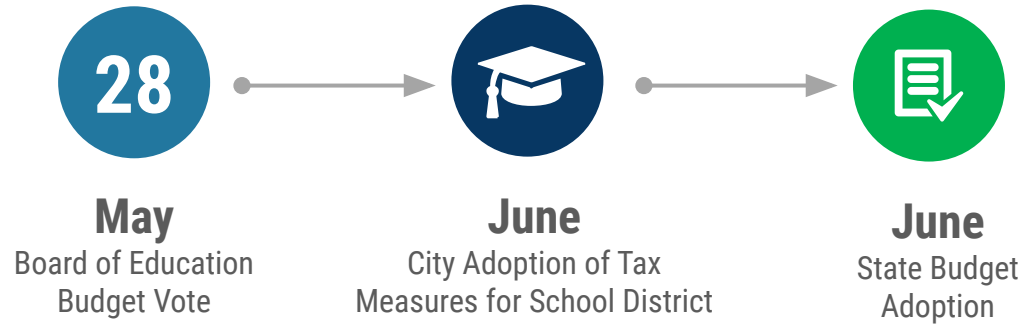 28
May
Board of Education
Budget Vote
June
City Adoption of Tax
Measures for School District
June
State Budget
Adoption